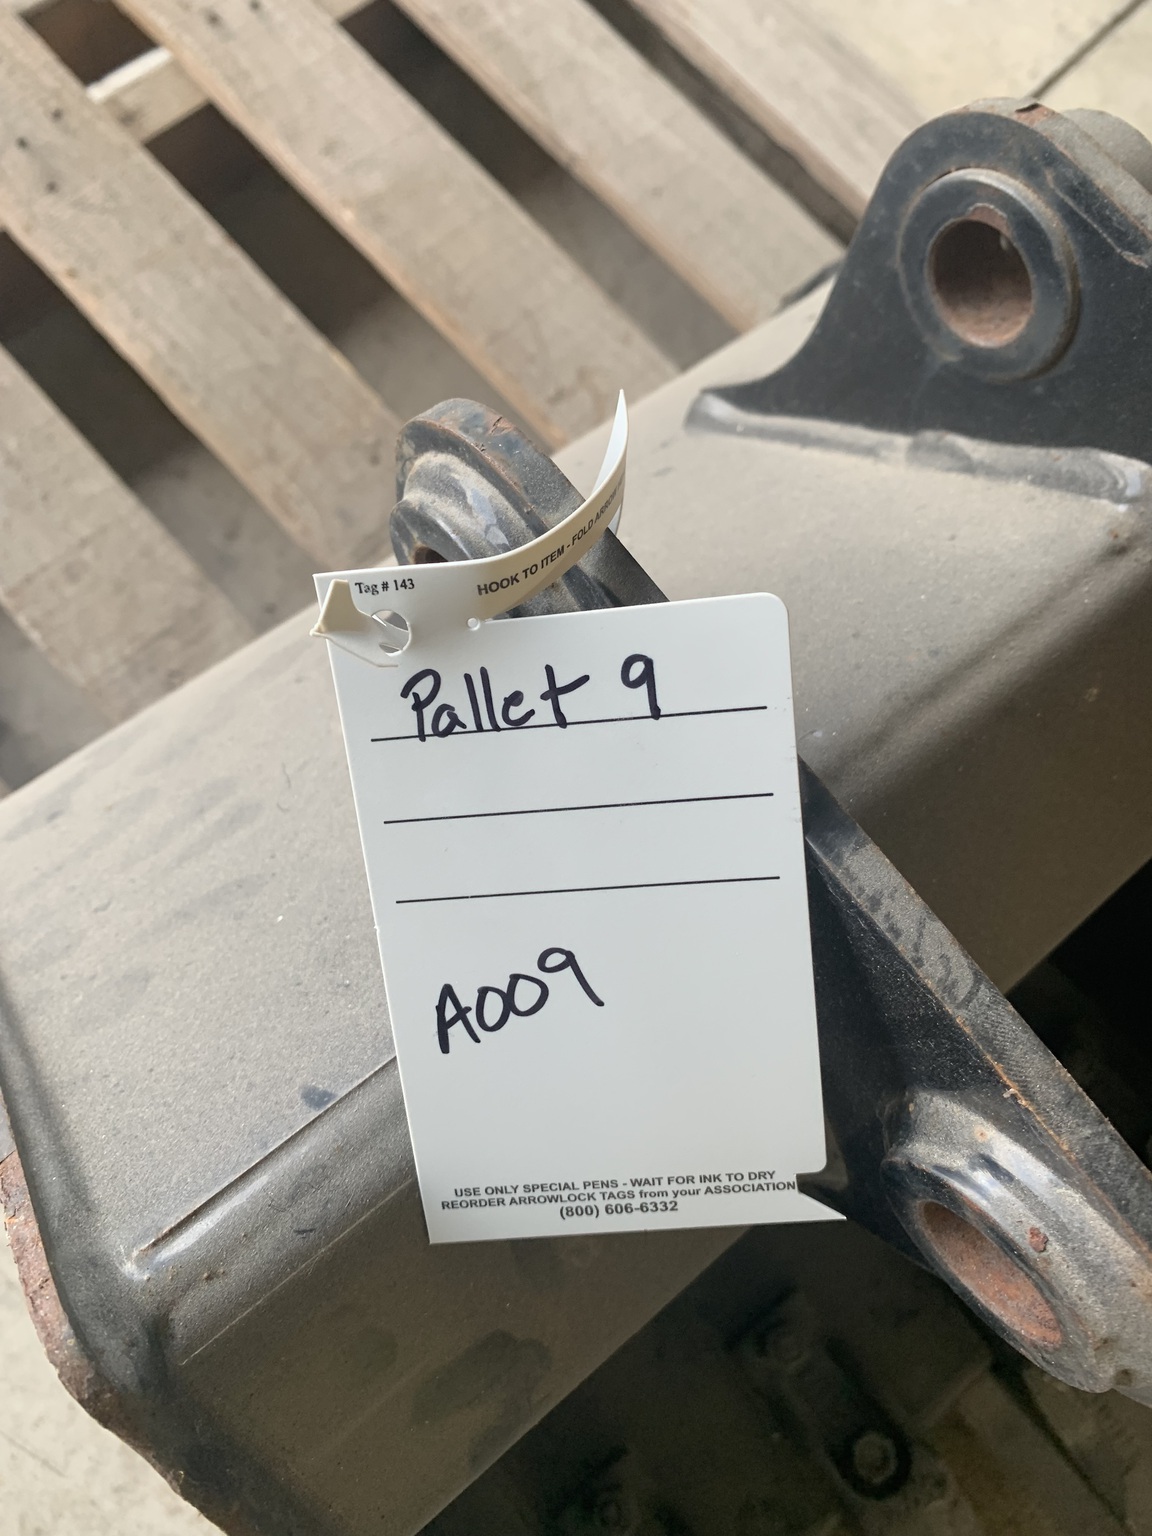 Tag # 143
HOOK TO ITEM - FOLD ARROW
Pallet 9
A009
USE ONLY SPECIAL PENS - WAIT FOR INK TO DRY
REORDER ARROWLOCK TAGS from your ASSOCIATION
(800) 606-6332